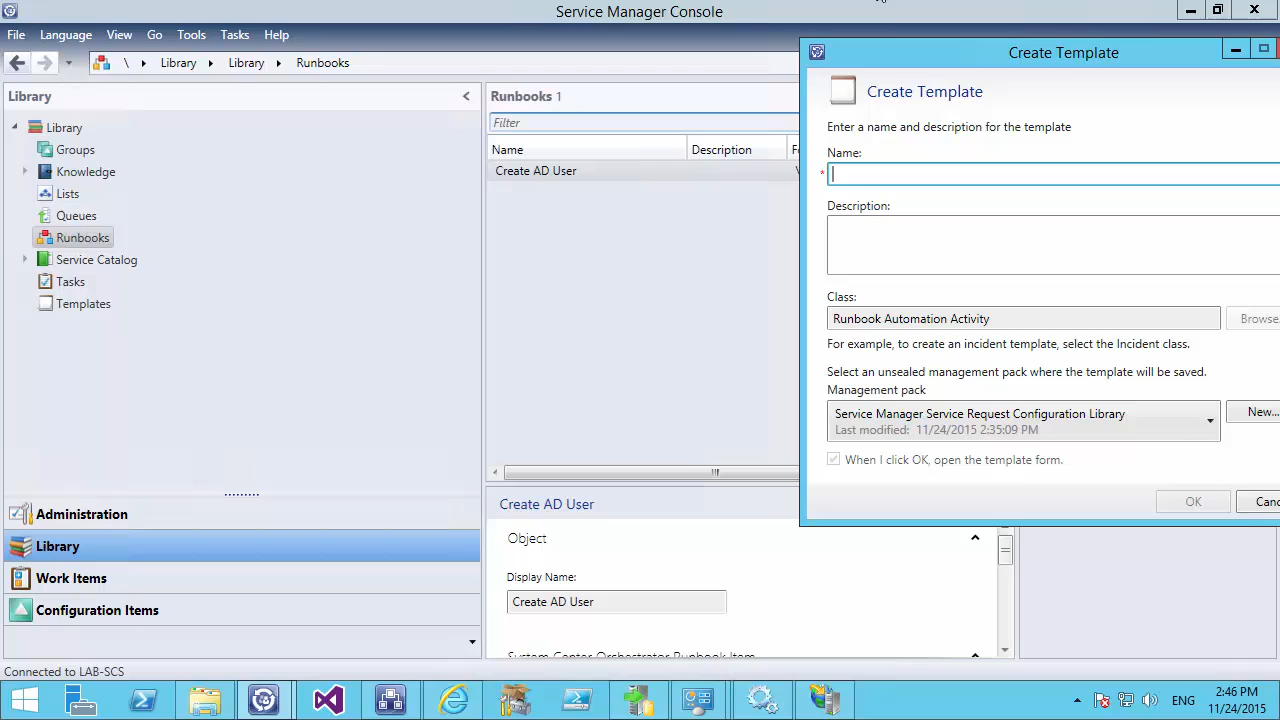 Service Manager Console
File Language View Go Tools Tasks Help
\ Library Library Runbooks
Library
Library
Groups
Knowledge
Lists
Queues
Runbooks
Service Catalog
Tasks
Templates
Administration
Library
Work Items
Configuration Items
Connected to LAB-SCS
Runbooks 1
Filter
Name Description F
Create AD User
Create AD User
Object
Display Name:
Create AD User
System Center Orchestrator Runbook Item
Create Template
Create Template
Enter a name and description for the template
Name:
*
Description:
Class:
Runbook Automation Activity Browse.
For example, to create an incident template, select the Incident class.
Select an unsealed management pack where the template will be saved.
Management pack
Service Manager Service Request Configuration Library New...
Last modified: 11/24/2015 2:35:09 PM
When I click OK, open the template form.
OK Canc
ENG
2:46 PM
11/24/2015